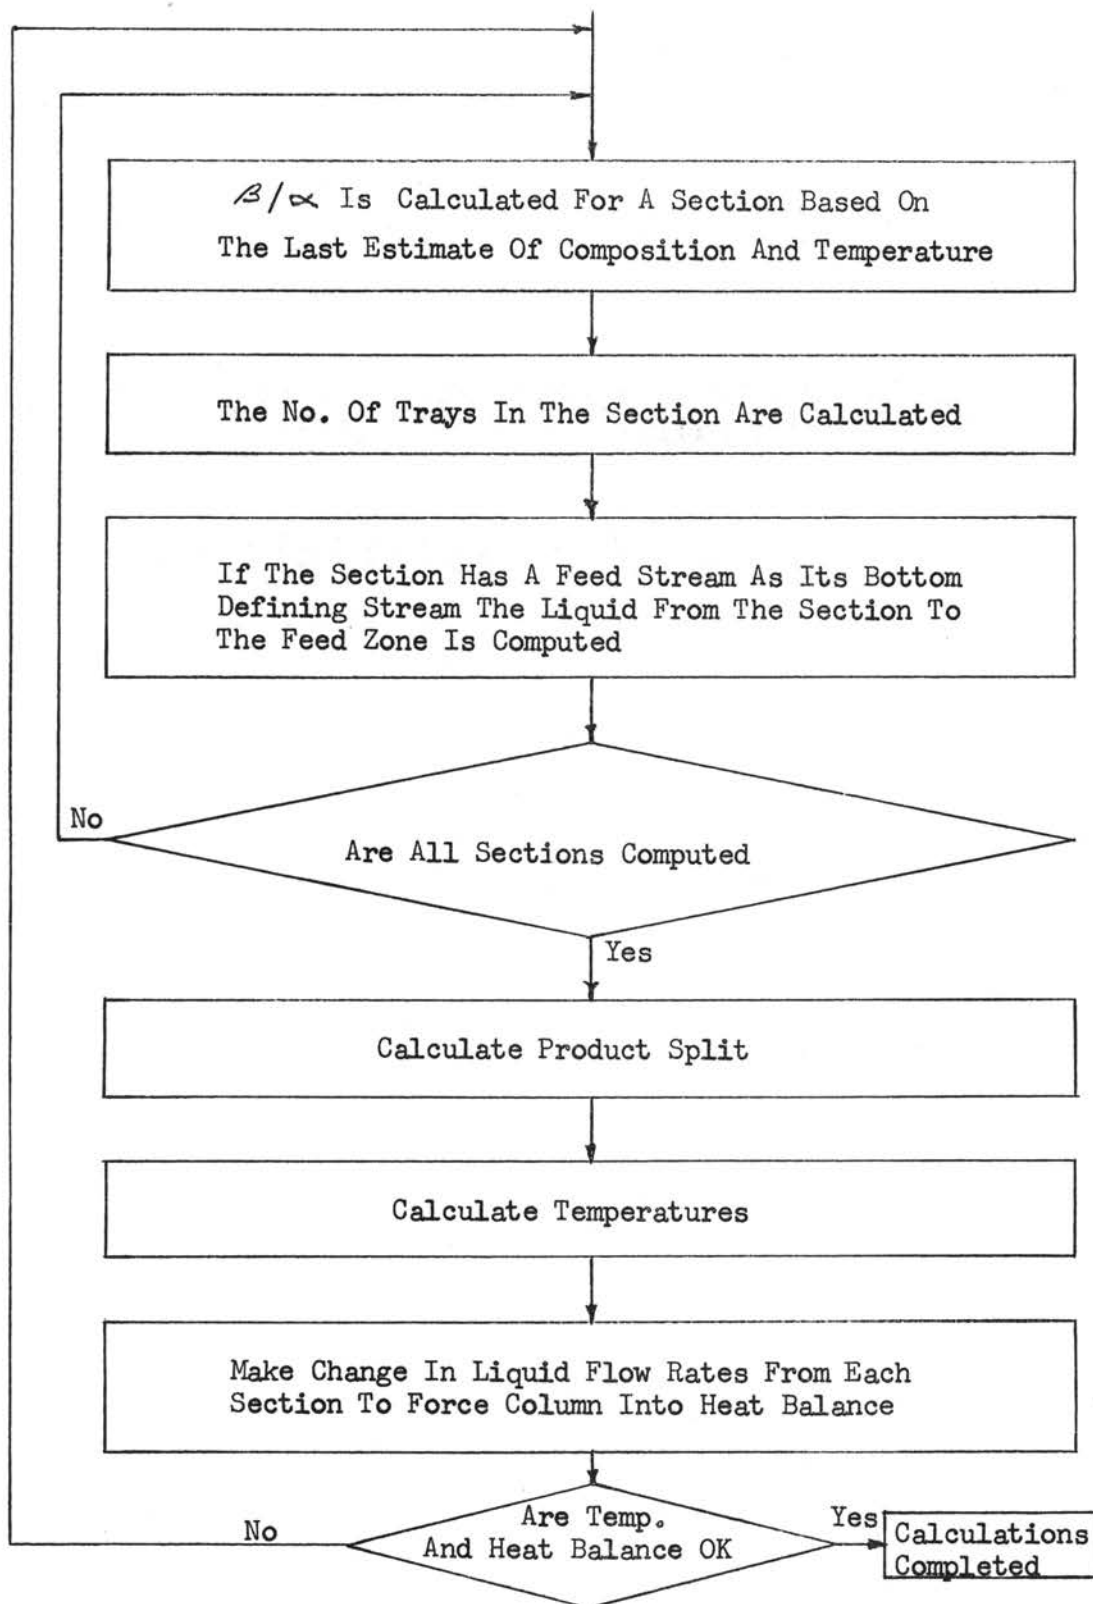 β/α Is Calculated For A Section Based On
The Last Estimate Of Composition And Temperature
The No. Of Trays In The Section Are Calculated
If The Section Has A Feed Stream As Its Bottom
Defining Stream The Liquid From The Section To
The Feed Zone Is Computed
No
Are All Sections Computed
Yes
Calculate Product Split
Calculate Temperatures
Make Change In Liquid Flow Rates From Each
Section To Force Column Into Heat Balance
No
Are Temp.
And Heat Balance OK
Yes
Calculations
Completed